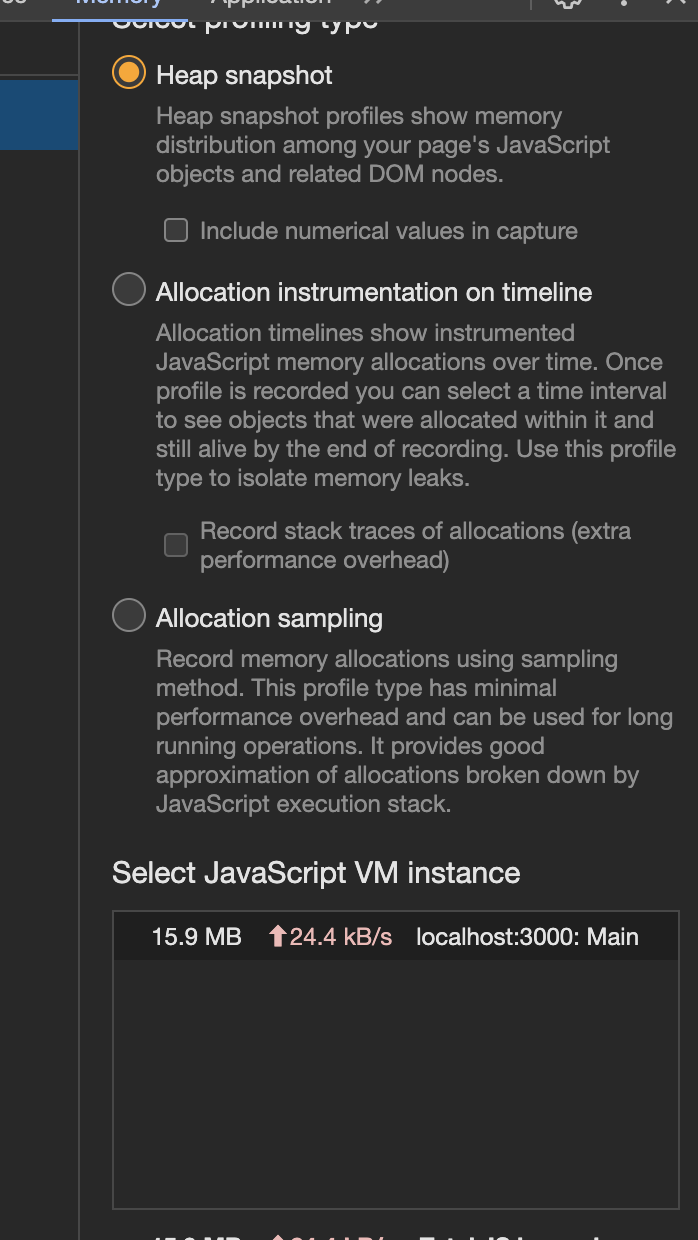 Memory
Application
Select profiling type
Heap snapshot
Heap snapshot profiles show memory
distribution among your page's JavaScript
objects and related DOM nodes.
Include numerical values in capture
Allocation instrumentation on timeline
Allocation timelines show instrumented
JavaScript memory allocations over time. Once
profile is recorded you can select a time interval
to see objects that were allocated within it and
still alive by the end of recording. Use this profile
type to isolate memory leaks.
Record stack traces of allocations (extra
performance overhead)
Allocation sampling
Record memory allocations using sampling
method. This profile type has minimal
performance overhead and can be used for long
running operations. It provides good
approximation of allocations broken down by
JavaScript execution stack.
Select JavaScript VM instance
15.9 MB ⬆24.4 kB/s localhost:3000: Main